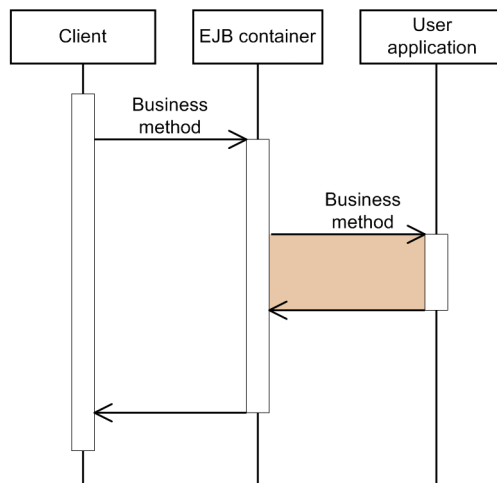 Client
EJB container
User
application
Business
method
Business
method